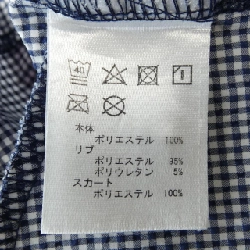 40
本体
ポリエステル 100%
リブ
ポリエステル 95%
ポリウレタン 5%
スカート
ポリエステル 100%